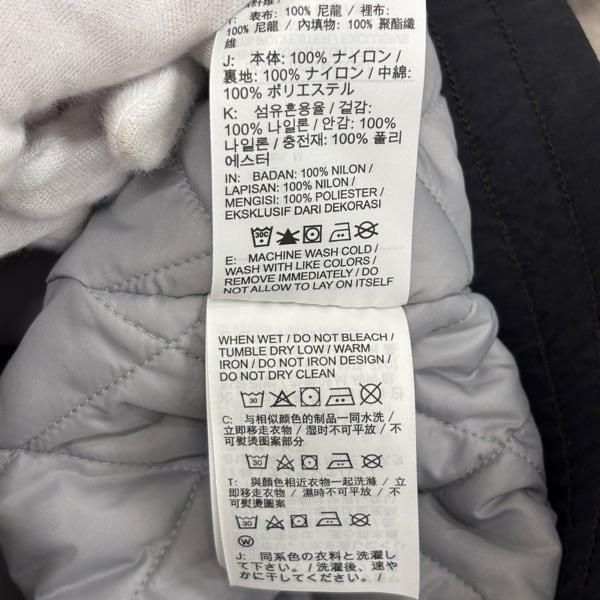 T: 表布: 100% 尼龍 / 裡布:
100% 尼龍 / 內填物: 100% 聚酯纖
維
J: 本体: 100% ナイロン /
裏地: 100% ナイロン / 中綿:
100% ポリエステル
K: 섬유혼용율 / 겉감:
100% 나일론 / 안감: 100%
나일론 / 충전재: 100% 폴리
에스터
IN: BADAN: 100% NILON /
LAPISAN: 100% NILON /
MENGISI: 100% POLIESTER /
EKSKLUSIF DARI DEKORASI
30C
E: MACHINE WASH COLD /
WASH WITH LIKE COLORS /
REMOVE IMMEDIATELY / DO
NOT ALLOW TO LAY ON ITSELF
WHEN WET / DO NOT BLEACH /
TUMBLE DRY LOW / WARM
IRON / DO NOT IRON DESIGN /
DO NOT DRY CLEAN
30
C: 与相似颜色的制品一同水洗 /
立即移走衣物 / 湿时不可平放 / 不
可熨烫图案部分
30
T: 與顏色相近衣物一起洗滌 / 立
即移走衣物 / 濕時不可平放 / 不
可熨燙圖案
30
W
J: 同系色の衣料と洗濯し
て下さい。/ 洗濯後、速や
かに干してください。/